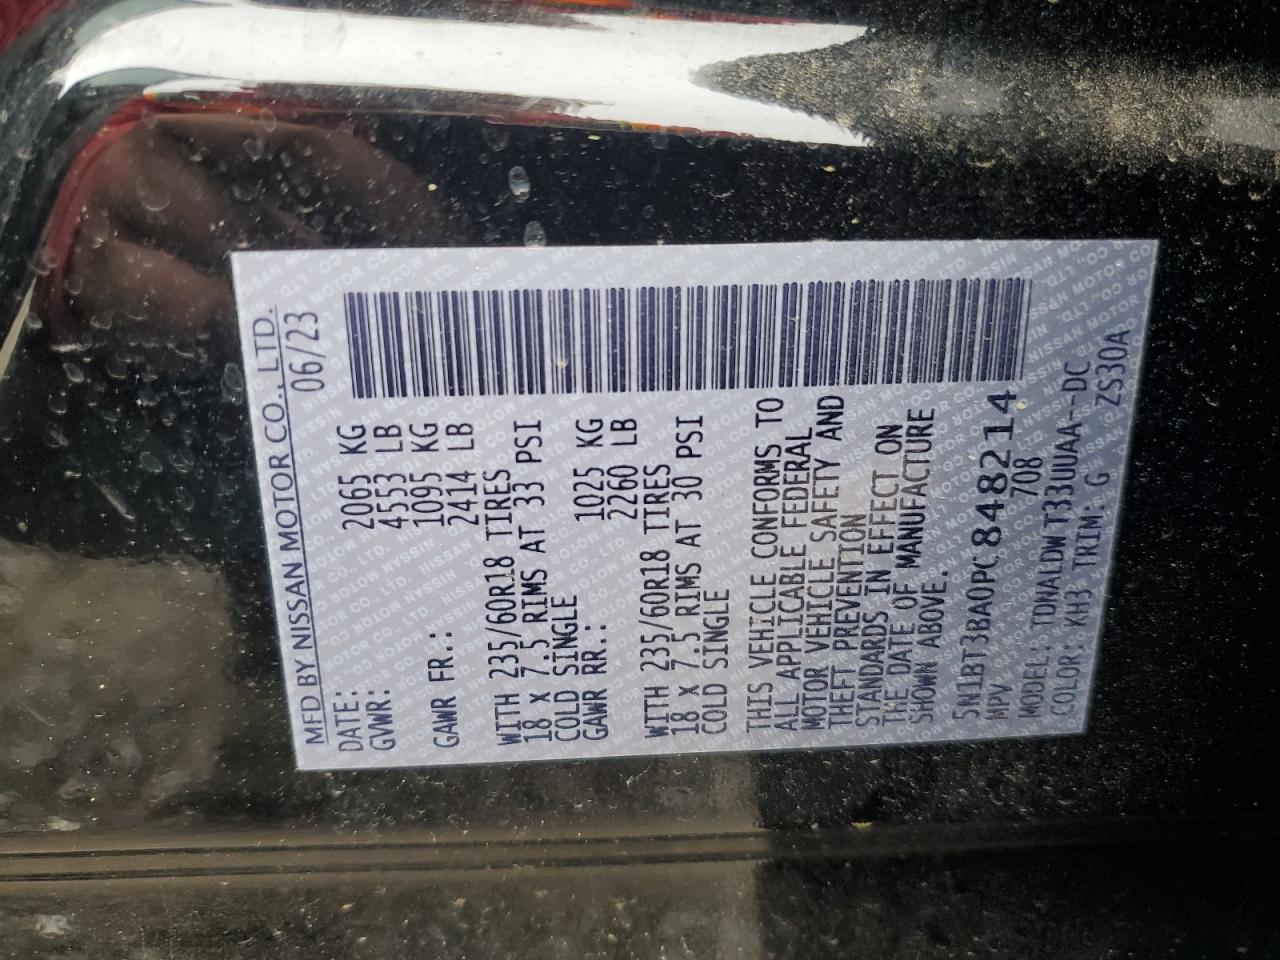 MFD BY NISSAN MOTOR CO., LTD.
DATE: 06/23
GVWR: 2065 KG
4553 LB
GAWR FR.: 1095 KG
2414 LB
WITH 235/60R18 TIRES
18 x 7.5 RIMS AT 33 PSI
COLD SINGLE
GAWR RR.: 1025 KG
2260 LB
WITH 235/60R18 TIRES
18 x 7.5 RIMS AT 30 PSI
COLD SINGLE
THIS VEHICLE CONFORMS TO
ALL APPLICABLE FEDERAL
MOTOR VEHICLE SAFETY AND
THEFT PREVENTION
STANDARDS IN EFFECT ON
THE DATE OF MANUFACTURE
SHOWN ABOVE.
5N1BT3BA0PC848214
MPV 708
MODEL: TDNALDWT33UUAA--DC
COLOR: KH3 TRIM: G ZS30A